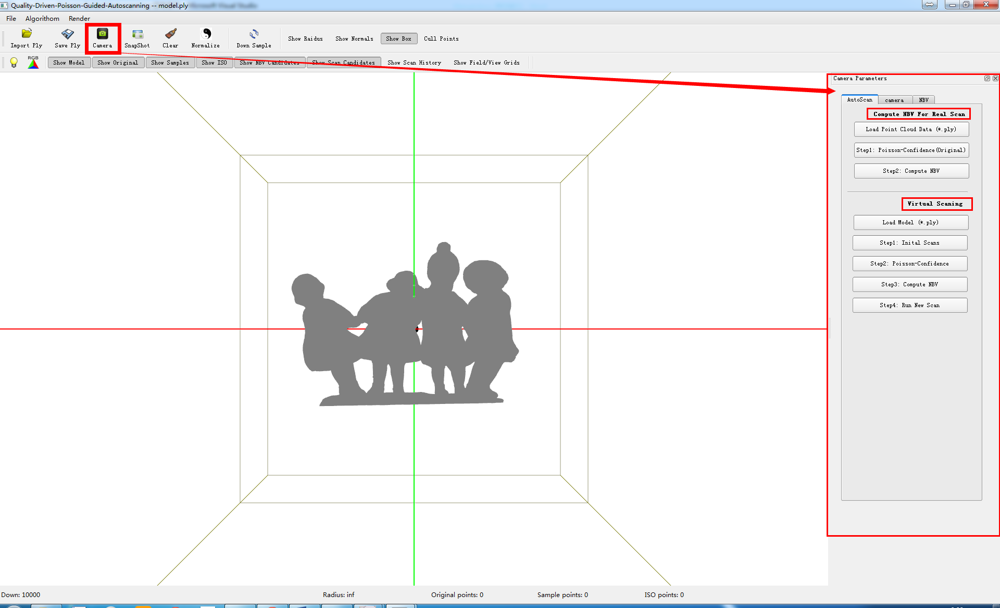 Quality-Driven-Poisson-Guided-Autoscanning -- model.ply
File Algorithom Render
Import Ply Save Ply Camera SnapShot Clear Normalize Down Sample Show Raidus Show Normals Show Box Cull Points
RGB Show Model Show Original Show Samples Show ISO Show NBV Candidates Show Scan Candidates Show Scan History Show Field/View Grids
Camera Parameters
AutoScan camera NBV
Compute NBV For Real Scan
Load Point Cloud Data (*.ply)
Step1: Poisson-Confidence(Original)
Step2: Compute NBV
Virtual Scaning
Load Model (*.ply)
Step1: Inital Scans
Step2: Poisson-Confidence
Step3: Compute NBV
Step4: Run New Scan
Down: 10000 Radius: inf Original points: 0 Sample points: 0 ISO points: 0